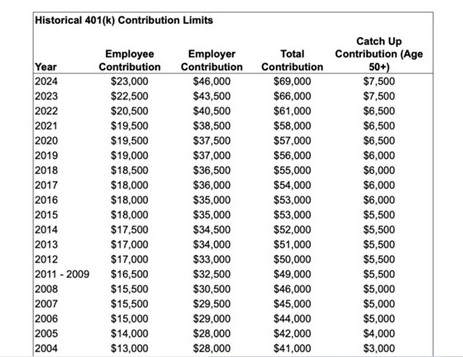 Historical 401(k) Contribution Limits
Catch Up
Employee Employer Total Contribution (Age
Year Contribution Contribution Contribution 50+)
2024 $23,000 $46,000 $69,000 $7,500
2023 $22,500 $43,500 $66,000 $7,500
2022 $20,500 $40,500 $61,000 $6,500
2021 $19,500 $38,500 $58,000 $6,500
2020 $19,500 $37,500 $57,000 $6,500
2019 $19,000 $37,000 $56,000 $6,000
2018 $18,500 $36,500 $55,000 $6,000
2017 $18,000 $36,000 $54,000 $6,000
2016 $18,000 $35,000 $53,000 $6,000
2015 $18,000 $35,000 $53,000 $5,500
2014 $17,500 $34,500 $52,000 $5,500
2013 $17,000 $34,000 $51,000 $5,500
2012 $17,000 $33,000 $50,000 $5,500
2011 - 2009 $16,500 $32,500 $49,000 $5,500
2008 $15,500 $30,500 $46,000 $5,000
2007 $15,500 $29,500 $45,000 $5,000
2006 $15,000 $29,000 $44,000 $5,000
2005 $14,000 $28,000 $42,000 $4,000
2004 $13,000 $28,000 $41,000 $3,000